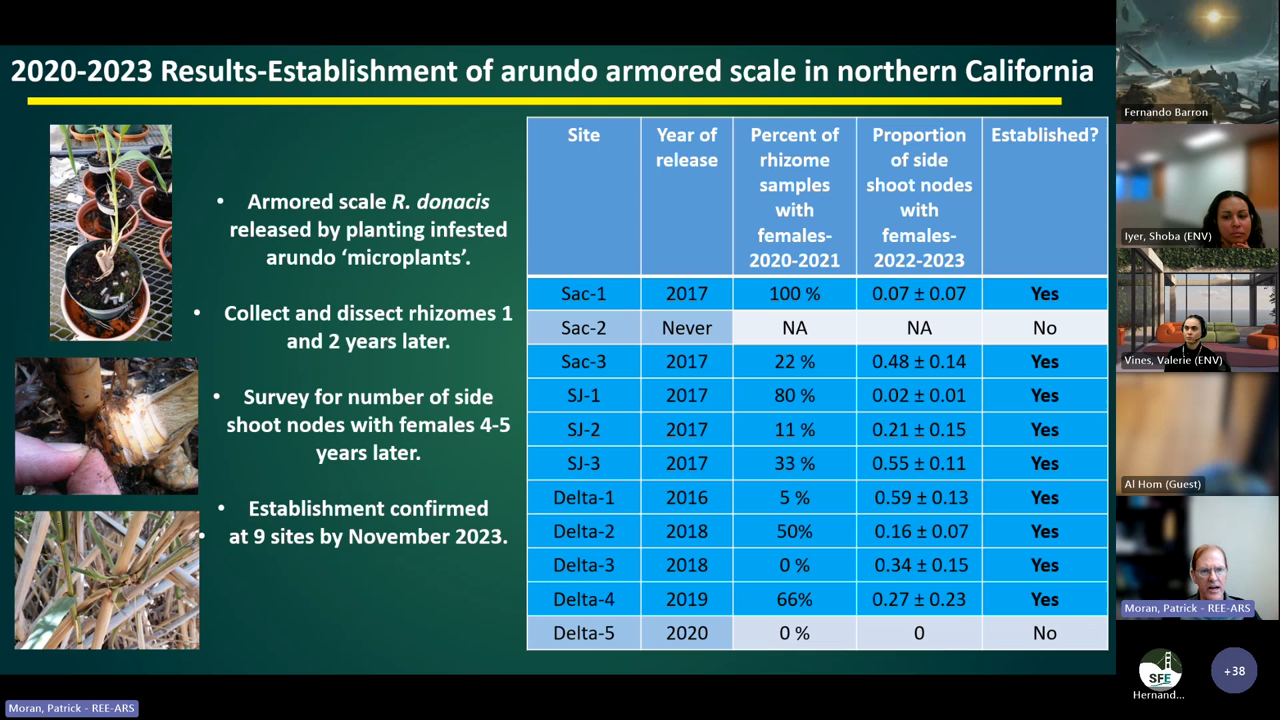 2020-2023 Results-Establishment of arundo armored scale in northern California
• Armored scale R. donacis
released by planting infested
arundo ‘microplants’.
• Collect and dissect rhizomes 1
and 2 years later.
• Survey for number of side
shoot nodes with females 4-5
years later.
• Establishment confirmed
• at 9 sites by November 2023.
Site Year of release Percent of rhizome samples with females-2020-2021 Proportion of side shoot nodes with females-2022-2023 Established?
Sac-1 2017 100 % 0.07 ± 0.07 Yes
Sac-2 Never NA NA No
Sac-3 2017 22 % 0.48 ± 0.14 Yes
SJ-1 2017 80 % 0.02 ± 0.01 Yes
SJ-2 2017 11 % 0.21 ± 0.15 Yes
SJ-3 2017 33 % 0.55 ± 0.11 Yes
Delta-1 2016 5 % 0.59 ± 0.13 Yes
Delta-2 2018 50% 0.16 ± 0.07 Yes
Delta-3 2018 0 % 0.34 ± 0.15 Yes
Delta-4 2019 66% 0.27 ± 0.23 Yes
Delta-5 2020 0 % 0 No
Fernando Barron
Iyer, Shoba (ENV)
Vines, Valerie (ENV)
Al Hom (Guest)
Moran, Patrick - REE-ARS
SFE
Hernand...
+38
Moran, Patrick - REE-ARS